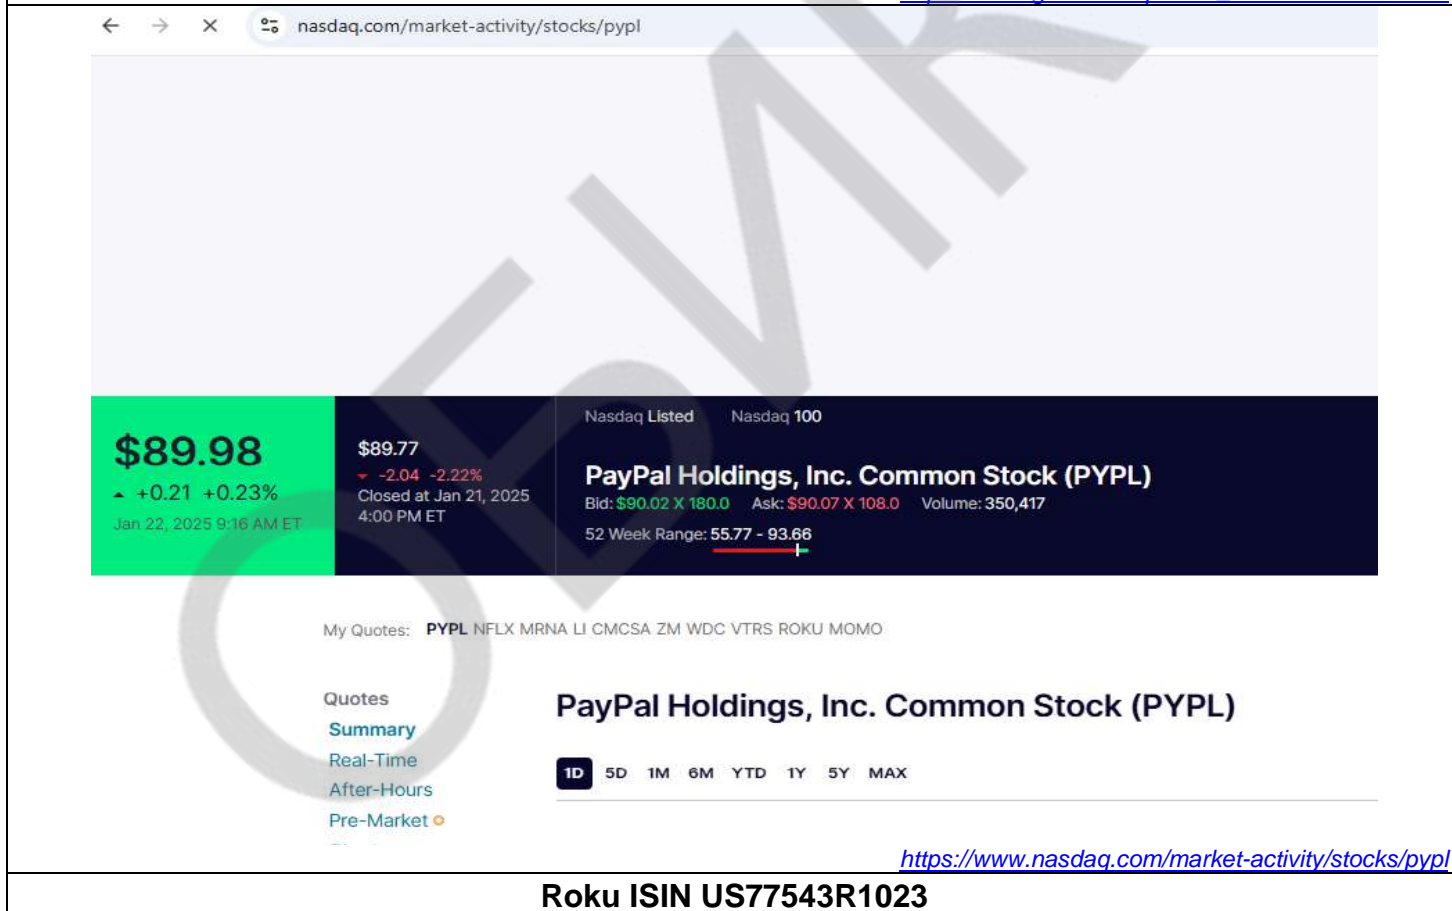 nasdaq.com/market-activity/stocks/pypl
Nasdaq Listed Nasdaq 100
$89.98
+0.21 +0.23%
Jan 22, 2025 9:16 AM ET
$89.77
-2.04 -2.22%
Closed at Jan 21, 2025
4:00 PM ET
PayPal Holdings, Inc. Common Stock (PYPL)
Bid: $90.02 X 180.0 Ask: $90.07 X 108.0 Volume: 350,417
52 Week Range: 55.77 - 93.66
My Quotes: PYPL NFLX MRNA LI CMCSA ZM WDC VTRS ROKU MOMO
Quotes
Summary
Real-Time
After-Hours
Pre-Market
PayPal Holdings, Inc. Common Stock (PYPL)
1D 5D 1M 6M YTD 1Y 5Y MAX
https://www.nasdaq.com/market-activity/stocks/pypl
Roku ISIN US77543R1023